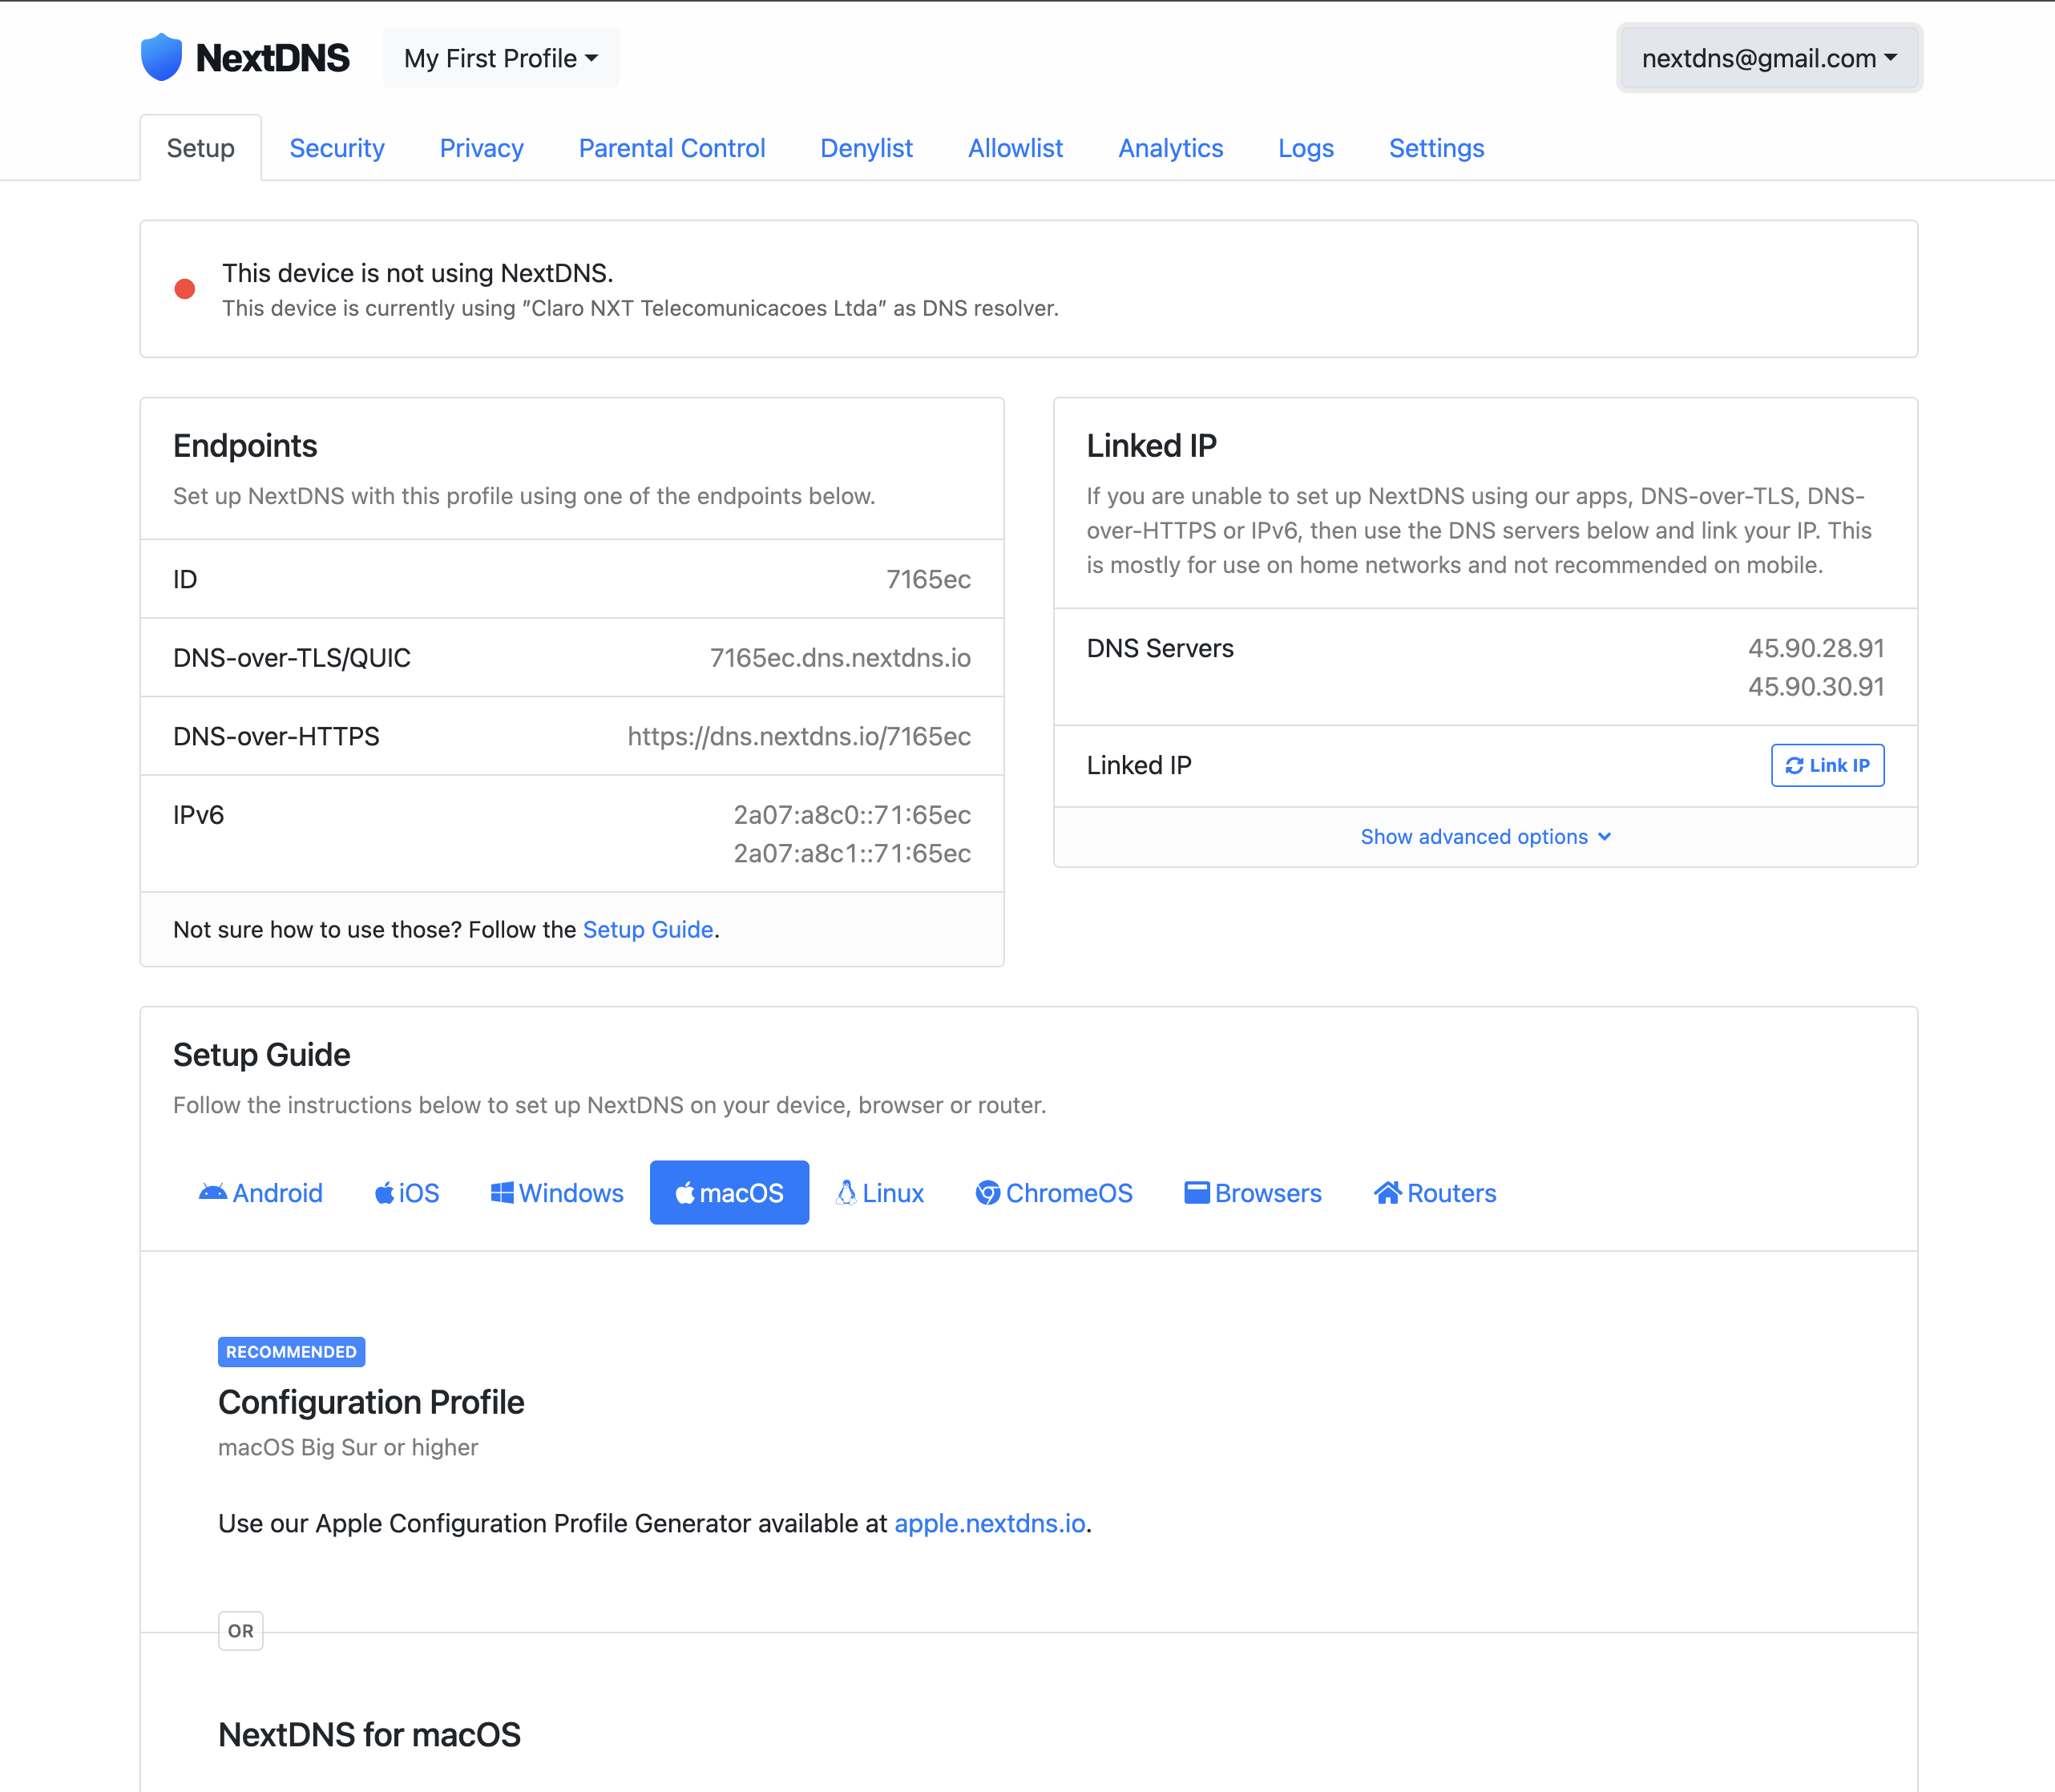 NextDNS
My First Profile
nextdns@gmail.com
Setup
Security
Privacy
Parental Control
Denylist
Allowlist
Analytics
Logs
Settings
This device is not using NextDNS.
This device is currently using ”Claro NXT Telecomunicacoes Ltda” as DNS resolver.
Endpoints
Set up NextDNS with this profile using one of the endpoints below.
ID
7165ec
DNS-over-TLS/QUIC
7165ec.dns.nextdns.io
DNS-over-HTTPS
https://dns.nextdns.io/7165ec
IPv6
2a07:a8c0::71:65ec
2a07:a8c1::71:65ec
Not sure how to use those? Follow the Setup Guide.
Linked IP
If you are unable to set up NextDNS using our apps, DNS-over-TLS, DNS-
over-HTTPS or IPv6, then use the DNS servers below and link your IP. This
is mostly for use on home networks and not recommended on mobile.
DNS Servers
45.90.28.91
45.90.30.91
Linked IP
Link IP
Show advanced options
Setup Guide
Follow the instructions below to set up NextDNS on your device, browser or router.
Android
iOS
Windows
macOS
Linux
ChromeOS
Browsers
Routers
RECOMMENDED
Configuration Profile
macOS Big Sur or higher
Use our Apple Configuration Profile Generator available at apple.nextdns.io.
OR
NextDNS for macOS